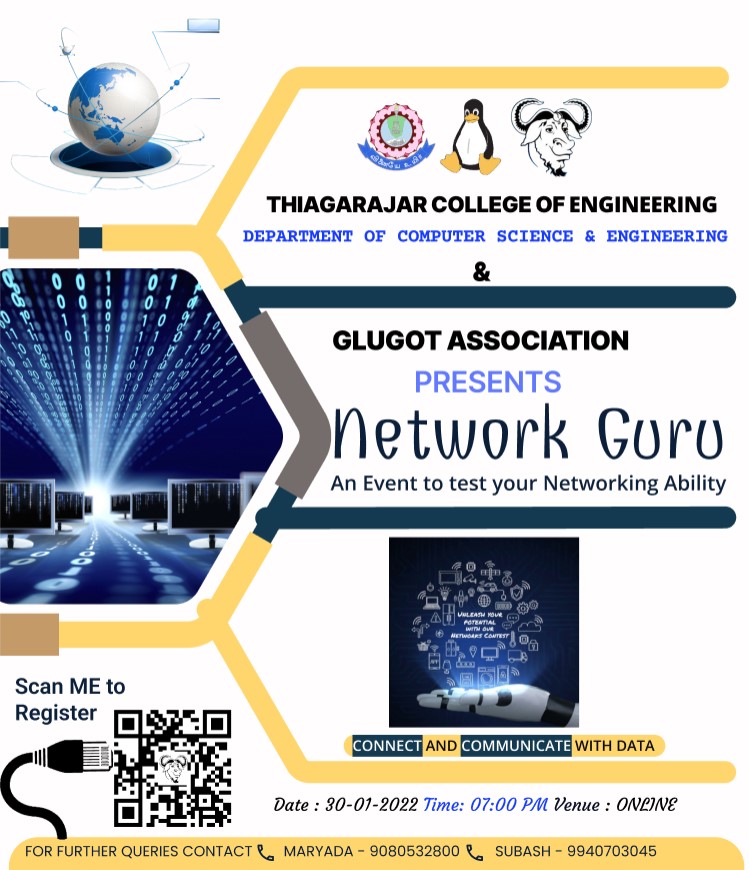 THIAGARAJAR COLLEGE OF ENGINEERING
DEPARTMENT OF COMPUTER SCIENCE & ENGINEERING
&
GLUGOT ASSOCIATION
PRESENTS
Network Guru
An Event to test your Networking Ability
UNLEASH YOUR
POTENTIAL
WITH OUR
NETWORKS CONTEST
CONNECT AND COMMUNICATE WITH DATA
Scan ME to
Register
Date : 30-01-2022 Time: 07:00 PM Venue : ONLINE
FOR FURTHER QUERIES CONTACT MARYADA - 9080532800 SUBASH - 9940703045